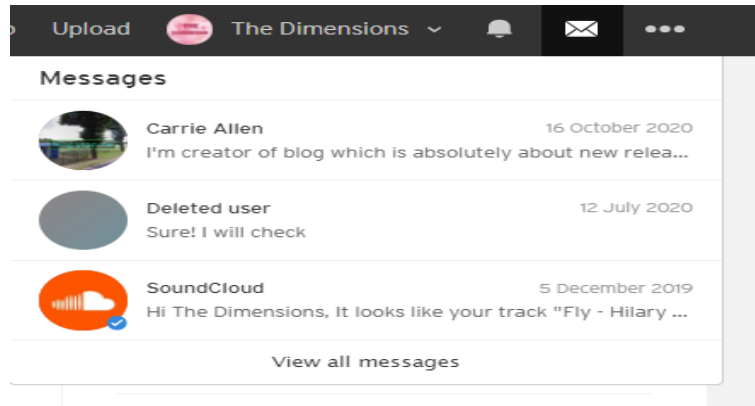 Upload The Dimensions
Messages
Carrie Allen 16 October 2020
I'm creator of blog which is absolutely about new relea...
Deleted user 12 July 2020
Sure! I will check
SoundCloud 5 December 2019
Hi The Dimensions, It looks like your track "Fly - Hilary ...
View all messages